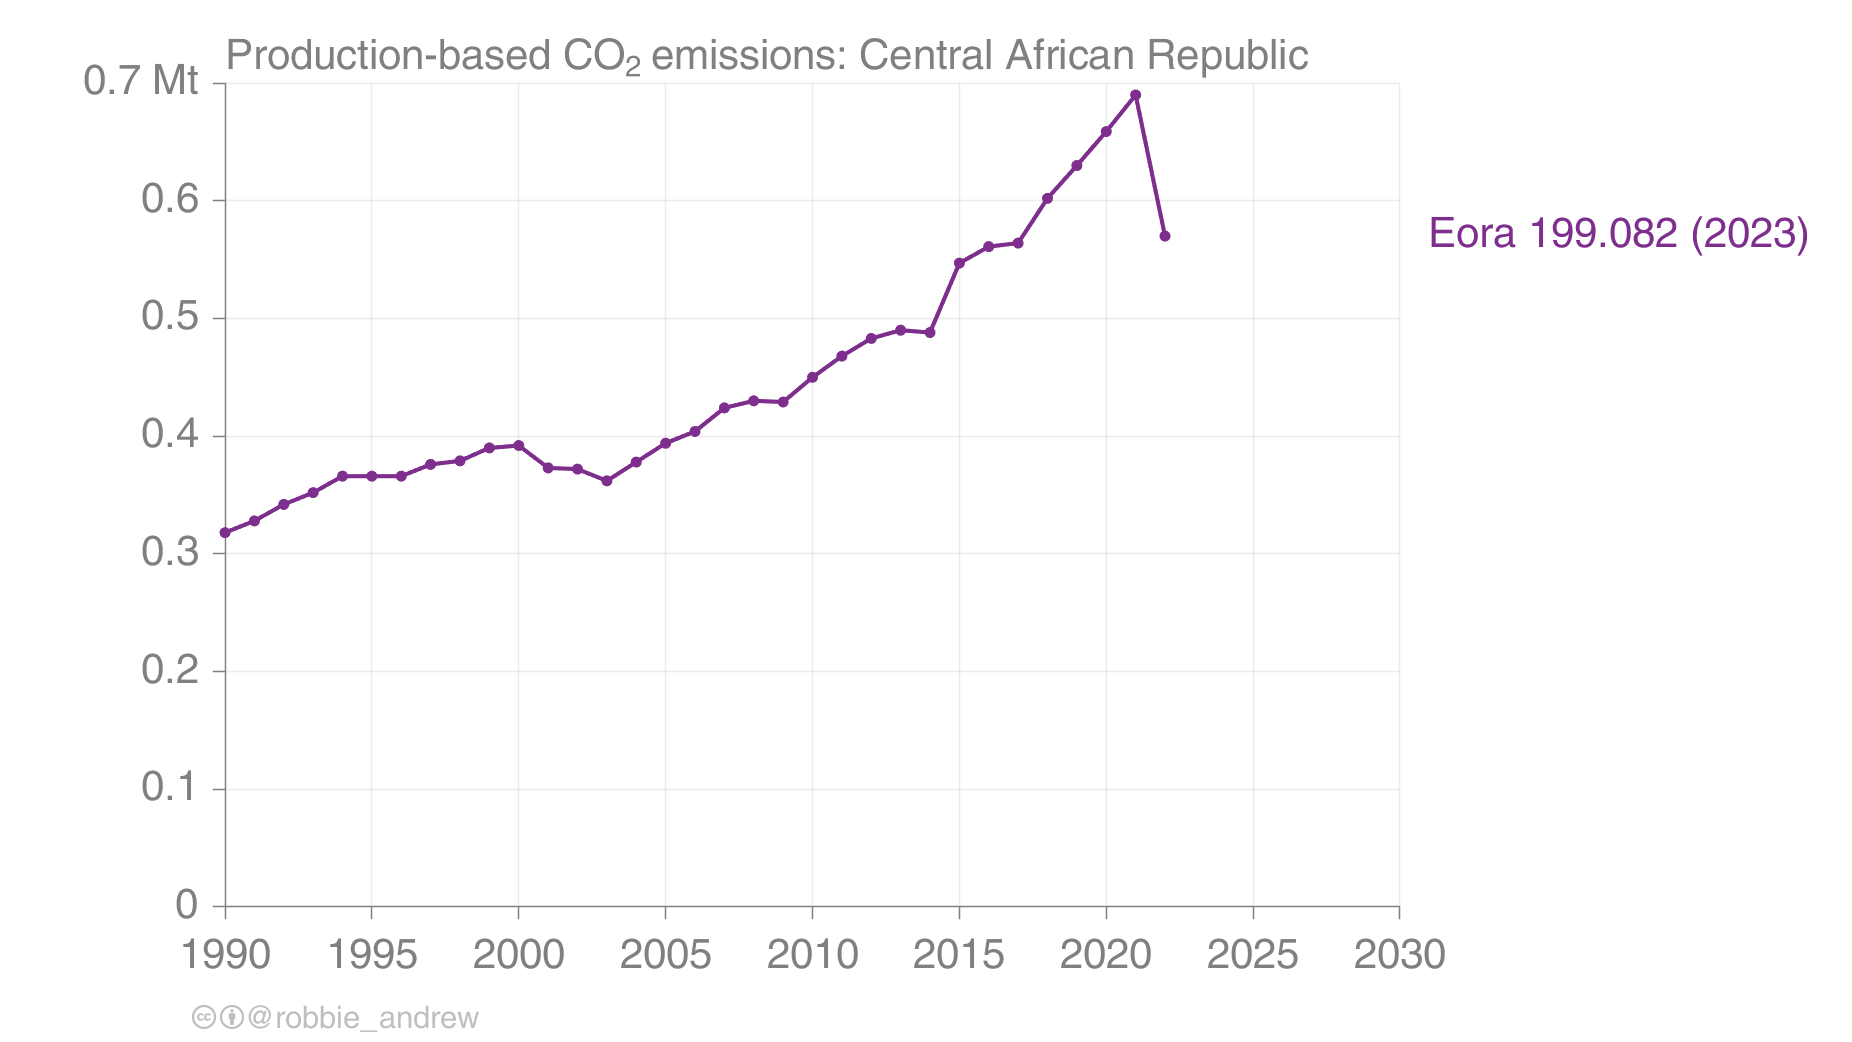 Production-based CO₂ emissions: Central African Republic
0.7 Mt
0.6
Eora 199.082 (2023)
0.5
0.4
0.3
0.2
0.1
0
1990 1995 2000 2005 2010 2015 2020 2025 2030
@robbie_andrew